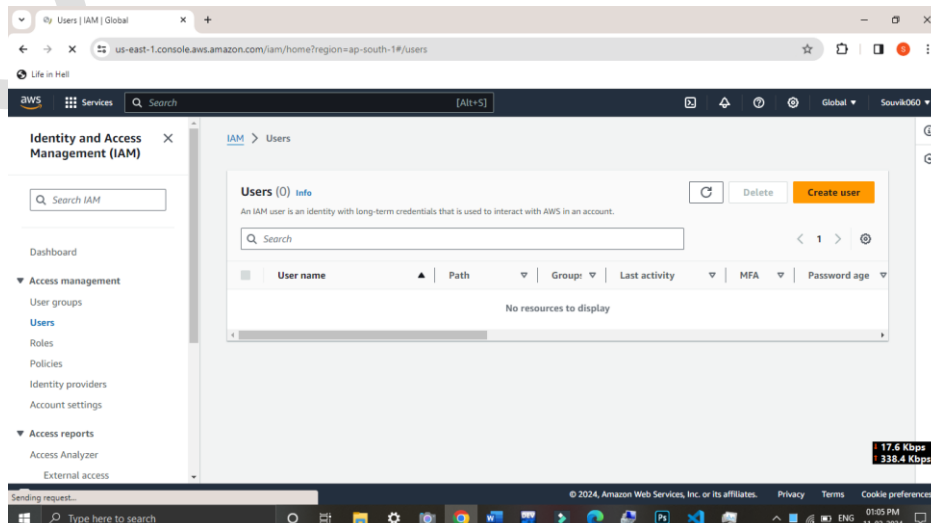 Users | IAM | Global
us-east-1.console.aws.amazon.com/iam/home?region=ap-south-1#/users
S
Life in Hell
aws
Services
Search
[Alt+S]
Global
Souvik060
Identity and Access
Management (IAM)
Search IAM
Dashboard
Access management
User groups
Users
Roles
Policies
Identity providers
Account settings
Access reports
Access Analyzer
External access
IAM > Users
Users (0) Info
Delete
Create user
An IAM user is an identity with long-term credentials that is used to interact with AWS in an account.
Search
1
User name Path Groups Last activity MFA Password age
No resources to display
17.6 Kbps
338.4 Kbps
Sending request...
© 2024, Amazon Web Services, Inc. or its affiliates. Privacy Terms Cookie preferences
Type here to search
Ps
ENG
01:05 PM